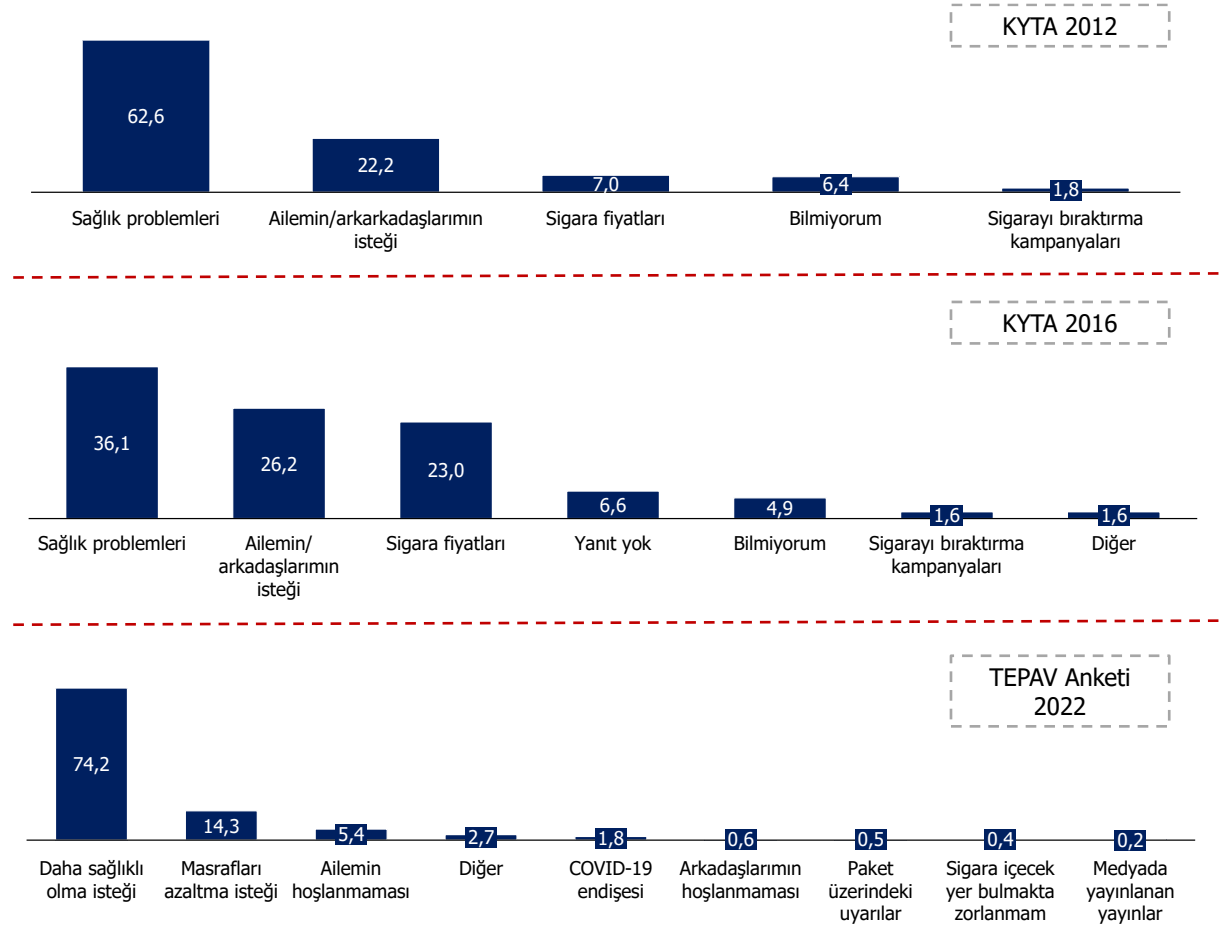 KYTA 2012
62,6
22,2
7,0
6,4
1,8
Sağlık problemleri
Ailemin/arkarkadaşlarımın
isteği
Sigara fiyatları
Bilmiyorum
Sigarayı bıraktırma
kampanyaları
KYTA 2016
36,1
26,2
23,0
6,6
4,9
1,6
1,6
Sağlık problemleri
Ailemin/
arkadaşlarımın
isteği
Sigara fiyatları
Yanıt yok
Bilmiyorum
Sigarayı bıraktırma
kampanyaları
Diğer
TEPAV Anketi
2022
74,2
14,3
5,4
2,7
1,8
0,6
0,5
0,4
0,2
Daha sağlıklı
olma isteği
Masrafları
azaltma isteği
Ailemin
hoşlanmaması
Diğer
COVID-19
endişesi
Arkadaşlarımın
hoşlanmaması
Paket
üzerindeki
uyarılar
Sigara içecek
yer bulmakta
zorlanmam
Medyada
yayınlanan
yayınlar